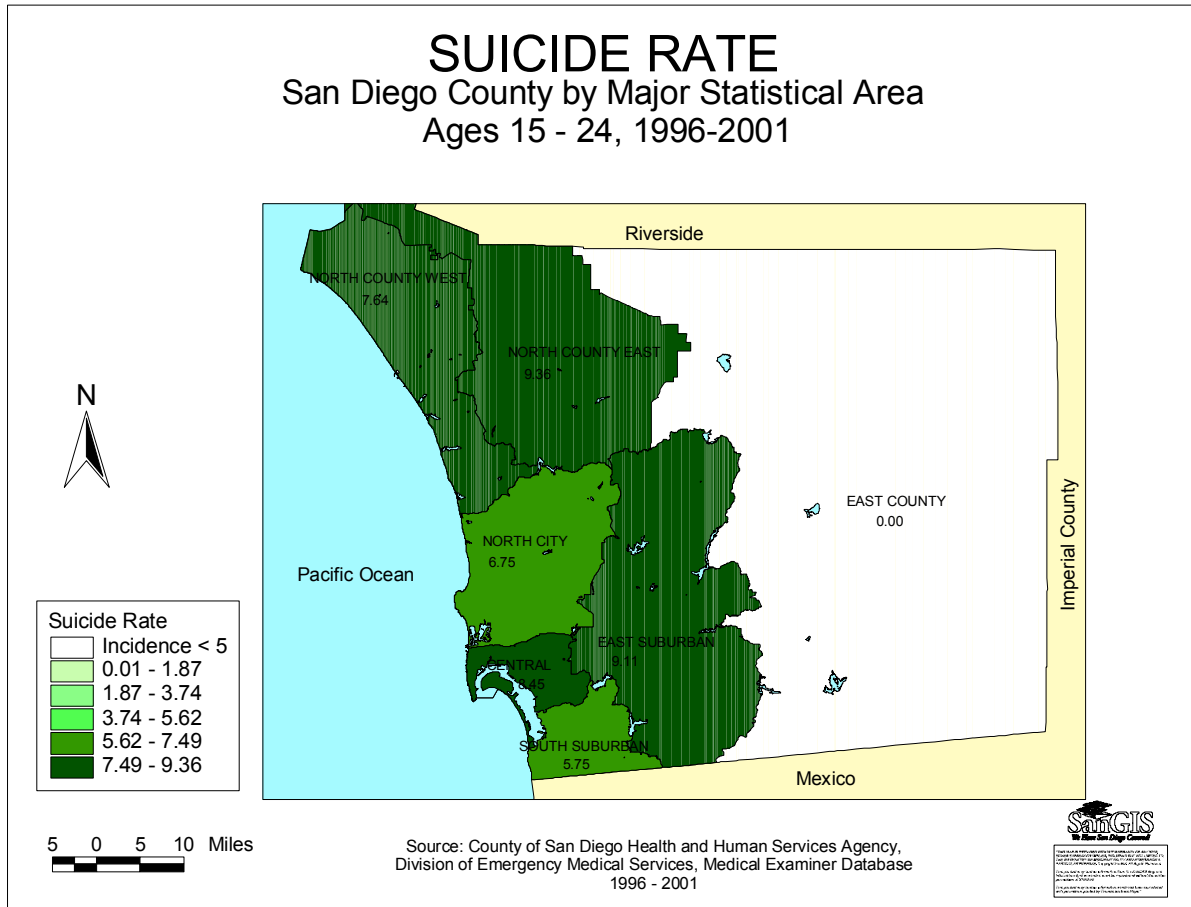 SUICIDE RATE
San Diego County by Major Statistical Area
Ages 15 - 24, 1996-2001
Riverside
NORTH COUNTY WEST
7.64
NORTH COUNTY EAST
9.36
N
EAST COUNTY
0.00
Imperial County
NORTH CITY
6.75
Pacific Ocean
EAST SUBURBAN
9.11
CENTRAL
8.45
SOUTH SUBURBAN
5.75
Mexico
Suicide Rate
Incidence < 5
0.01 - 1.87
1.87 - 3.74
3.74 - 5.62
5.62 - 7.49
7.49 - 9.36
5 0 5 10 Miles
Source: County of San Diego Health and Human Services Agency,
Division of Emergency Medical Services, Medical Examiner Database
1996 - 2001
SanGIS
We Have San Diego Covered!